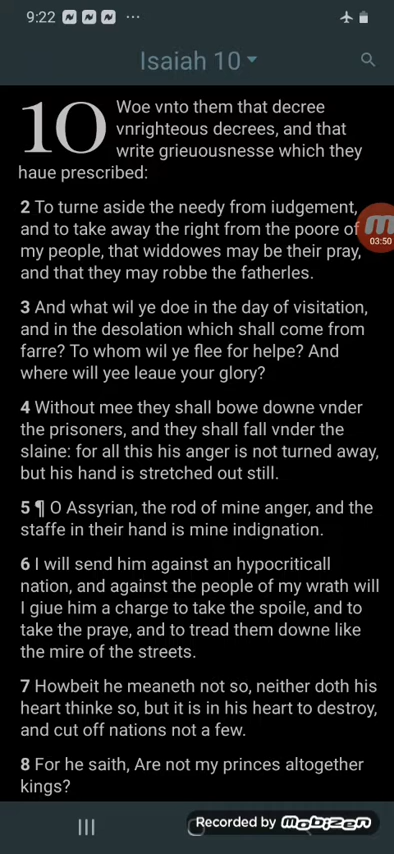 9:22
Isaiah 10
10 Woe vnto them that decree
vnrighteous decrees, and that
write grieuousnesse which they
haue prescribed:
2 To turne aside the needy from iudgement,
and to take away the right from the poore of
my people, that widdowes may be their pray,
and that they may robbe the fatherles.
3 And what wil ye doe in the day of visitation,
and in the desolation which shall come from
farre? To whom wil ye flee for helpe? And
where will yee leaue your glory?
4 Without mee they shall bowe downe vnder
the prisoners, and they shall fall vnder the
slaine: for all this his anger is not turned away,
but his hand is stretched out still.
5 ¶ O Assyrian, the rod of mine anger, and the
staffe in their hand is mine indignation.
6 I will send him against an hypocriticall
nation, and against the people of my wrath will
I giue him a charge to take the spoile, and to
take the praye, and to tread them downe like
the mire of the streets.
7 Howbeit he meaneth not so, neither doth his
heart thinke so, but it is in his heart to destroy,
and cut off nations not a few.
8 For he saith, Are not my princes altogether
kings?
m
03:50
Recorded by mobizen